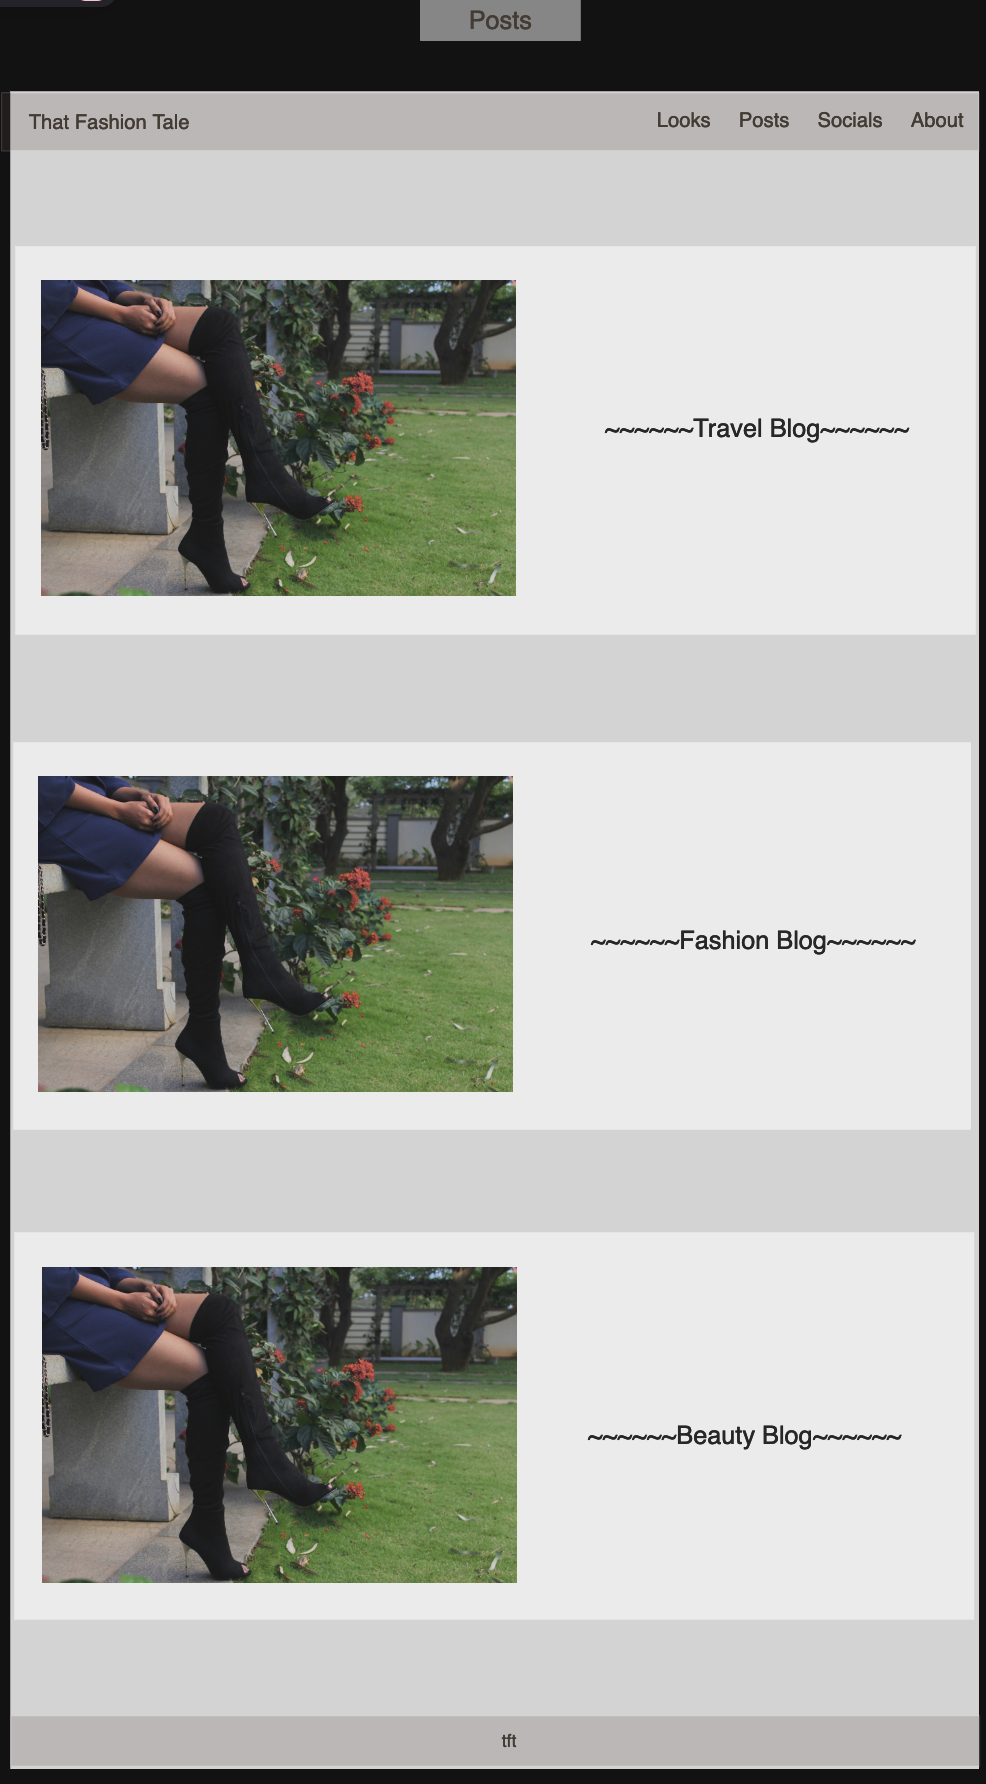 Posts
That Fashion Tale Looks Posts Socials About
~~~~~~Travel Blog~~~~~~
~~~~~~Fashion Blog~~~~~~
~~~~~~Beauty Blog~~~~~~
tft